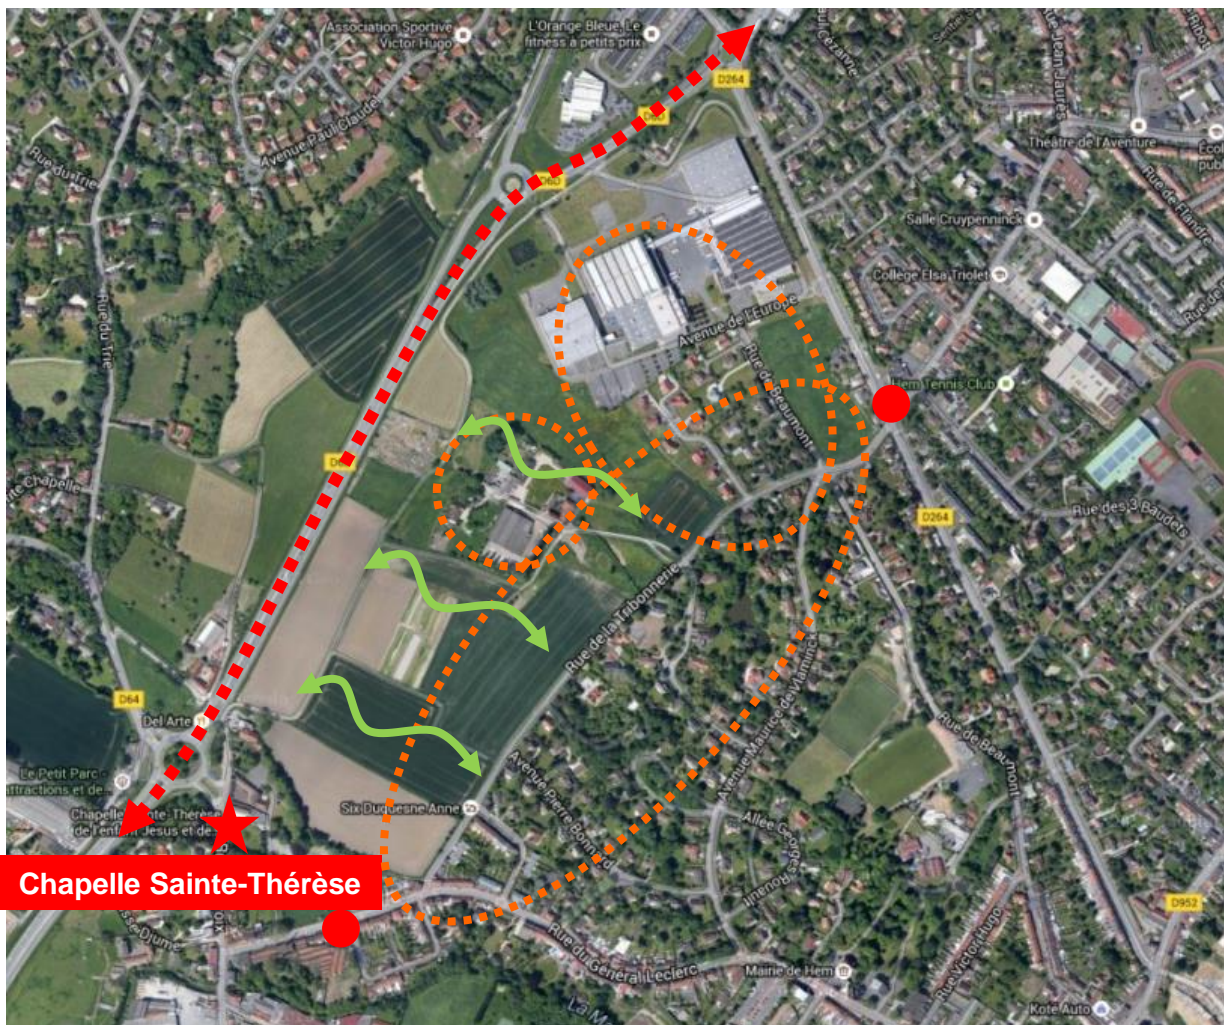 Association Sportive
Victor Hugo
L'Orange Bleue, Le
fitness à petits prix
D264
Avenue Paul Claudel
Rue du Trie
D60
Théâtre de l'Aventure
Rue Jean Jaurès
Rue de Flandre
Salle Cruypenninck
Collège Elsa Triolet
Avenue de l'Europe
Rue du Trie
Rue de Beaumont
Hem Tennis Club
D264
Rue des 3 Baudets
Rue de la Tribonnerie
Avenue Maurice de Vlaminck
D64
Del Arte
Rue de Beaumont
Le Petit Parc -
attractions et de...
Chapelle Sainte-Thérèse
de l'enfant Jésus et de...
Six Duquesne Anne
Avenue Pierre Bonnard
Allée Georges Rouault
Chapelle Sainte-Thérèse
D952
Rue du Général Leclerc
Rue Victor Hugo
Mairie de Hem
Koté Auto